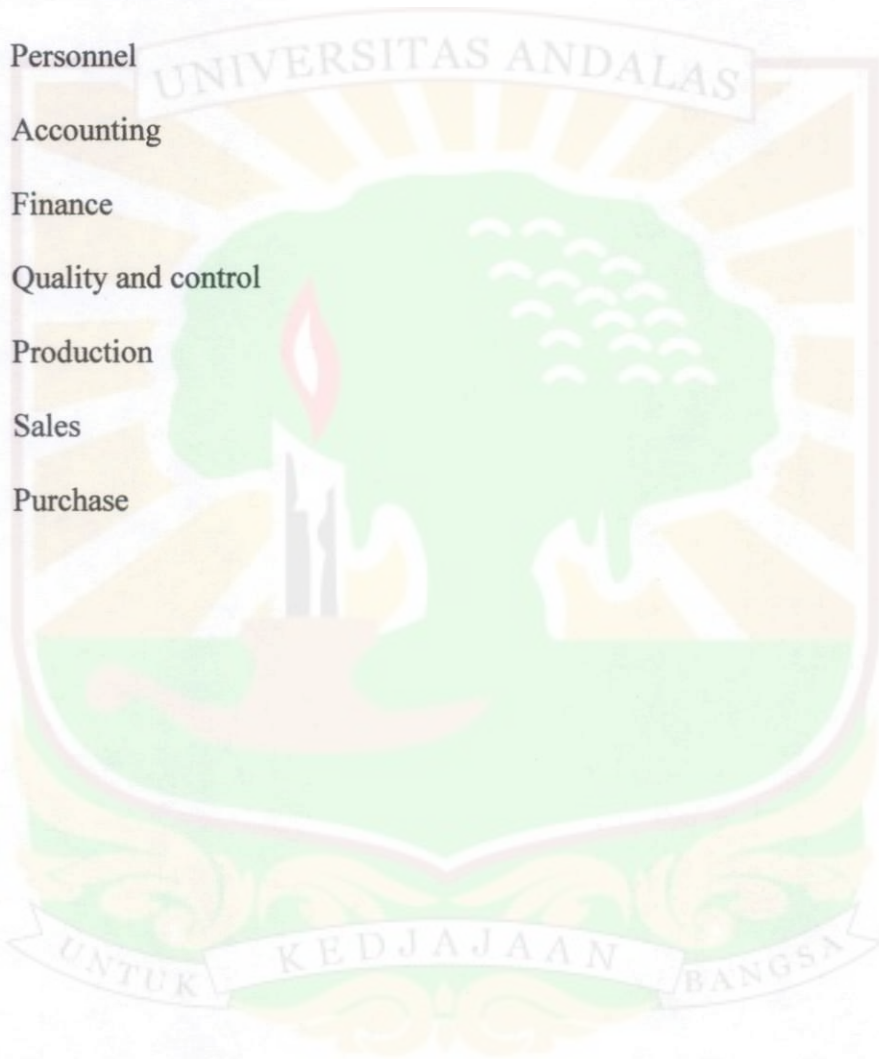 UNIVERSITAS ANDALAS
Personnel
Accounting
Finance
Quality and control
Production
Sales
Purchase
UNTUK KEDJAJAAN BANGSA